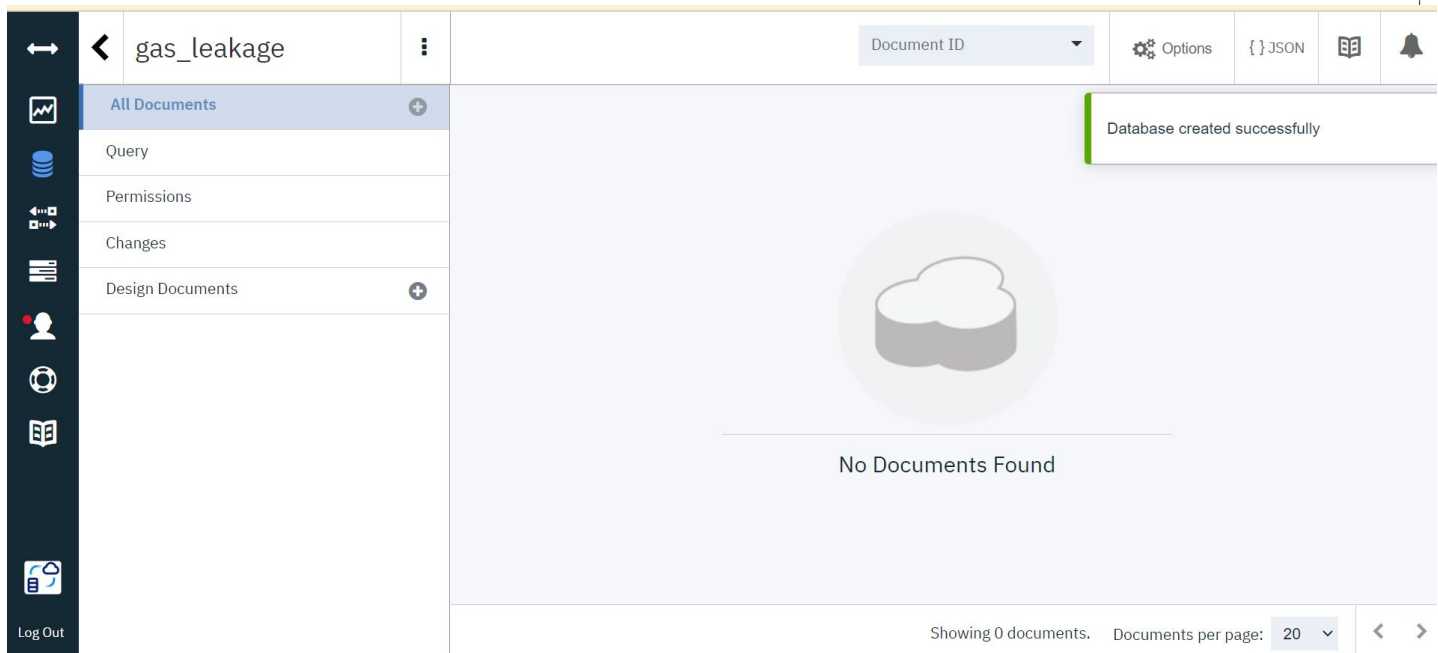 gas_leakage
Document ID
Options
{ } JSON
All Documents
Query
Permissions
Changes
Design Documents
Database created successfully
No Documents Found
Log Out
Showing 0 documents.
Documents per page: 20